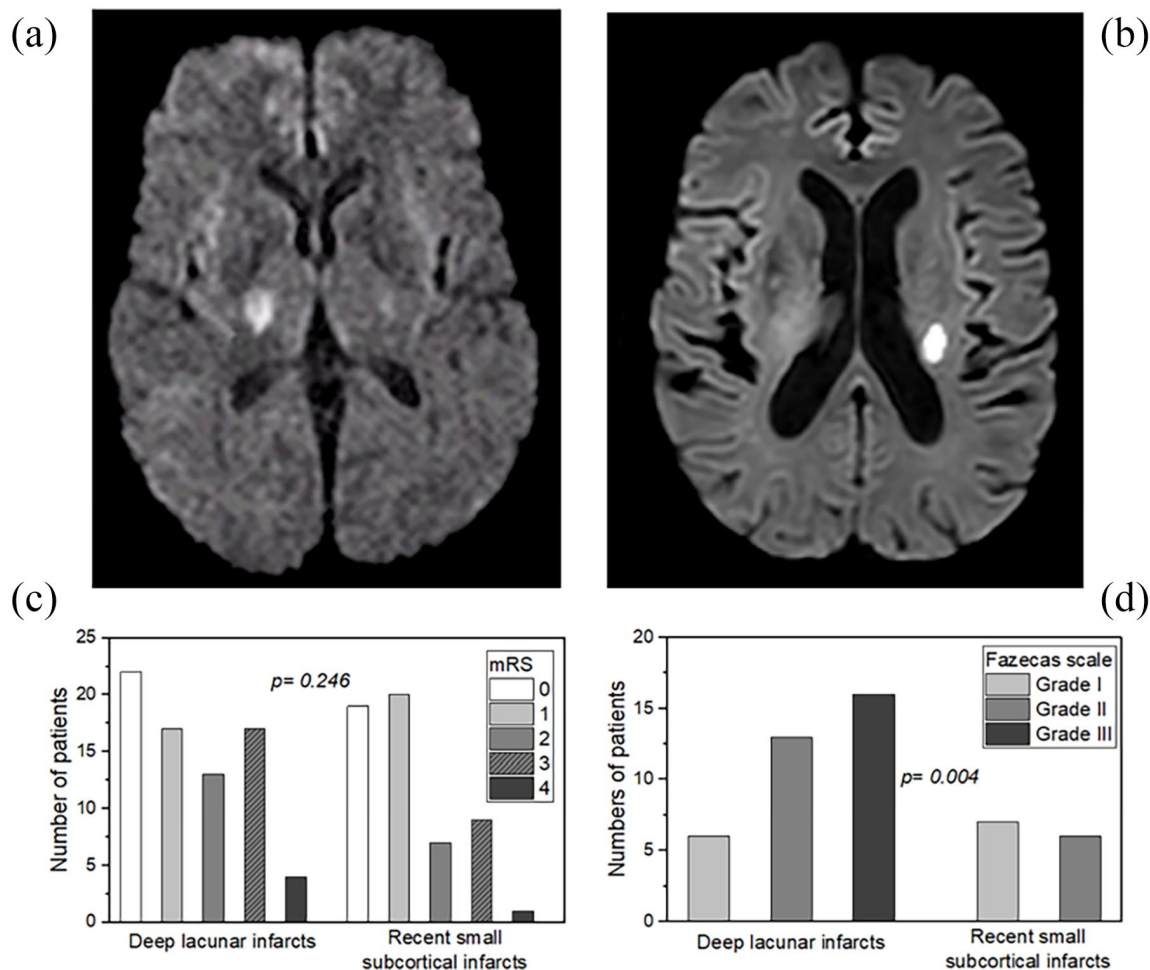 (a)
(b)
(c)
(d)
Number of patients
25
20
15
10
5
0
p= 0.246
mRS
0
1
2
3
4
Deep lacunar infarcts
Recent small
subcortical infarcts
Numbers of patients
20
15
10
5
0
Fazecas scale
Grade I
Grade II
Grade III
p= 0.004
Deep lacunar infarcts
Recent small
subcortical infarcts